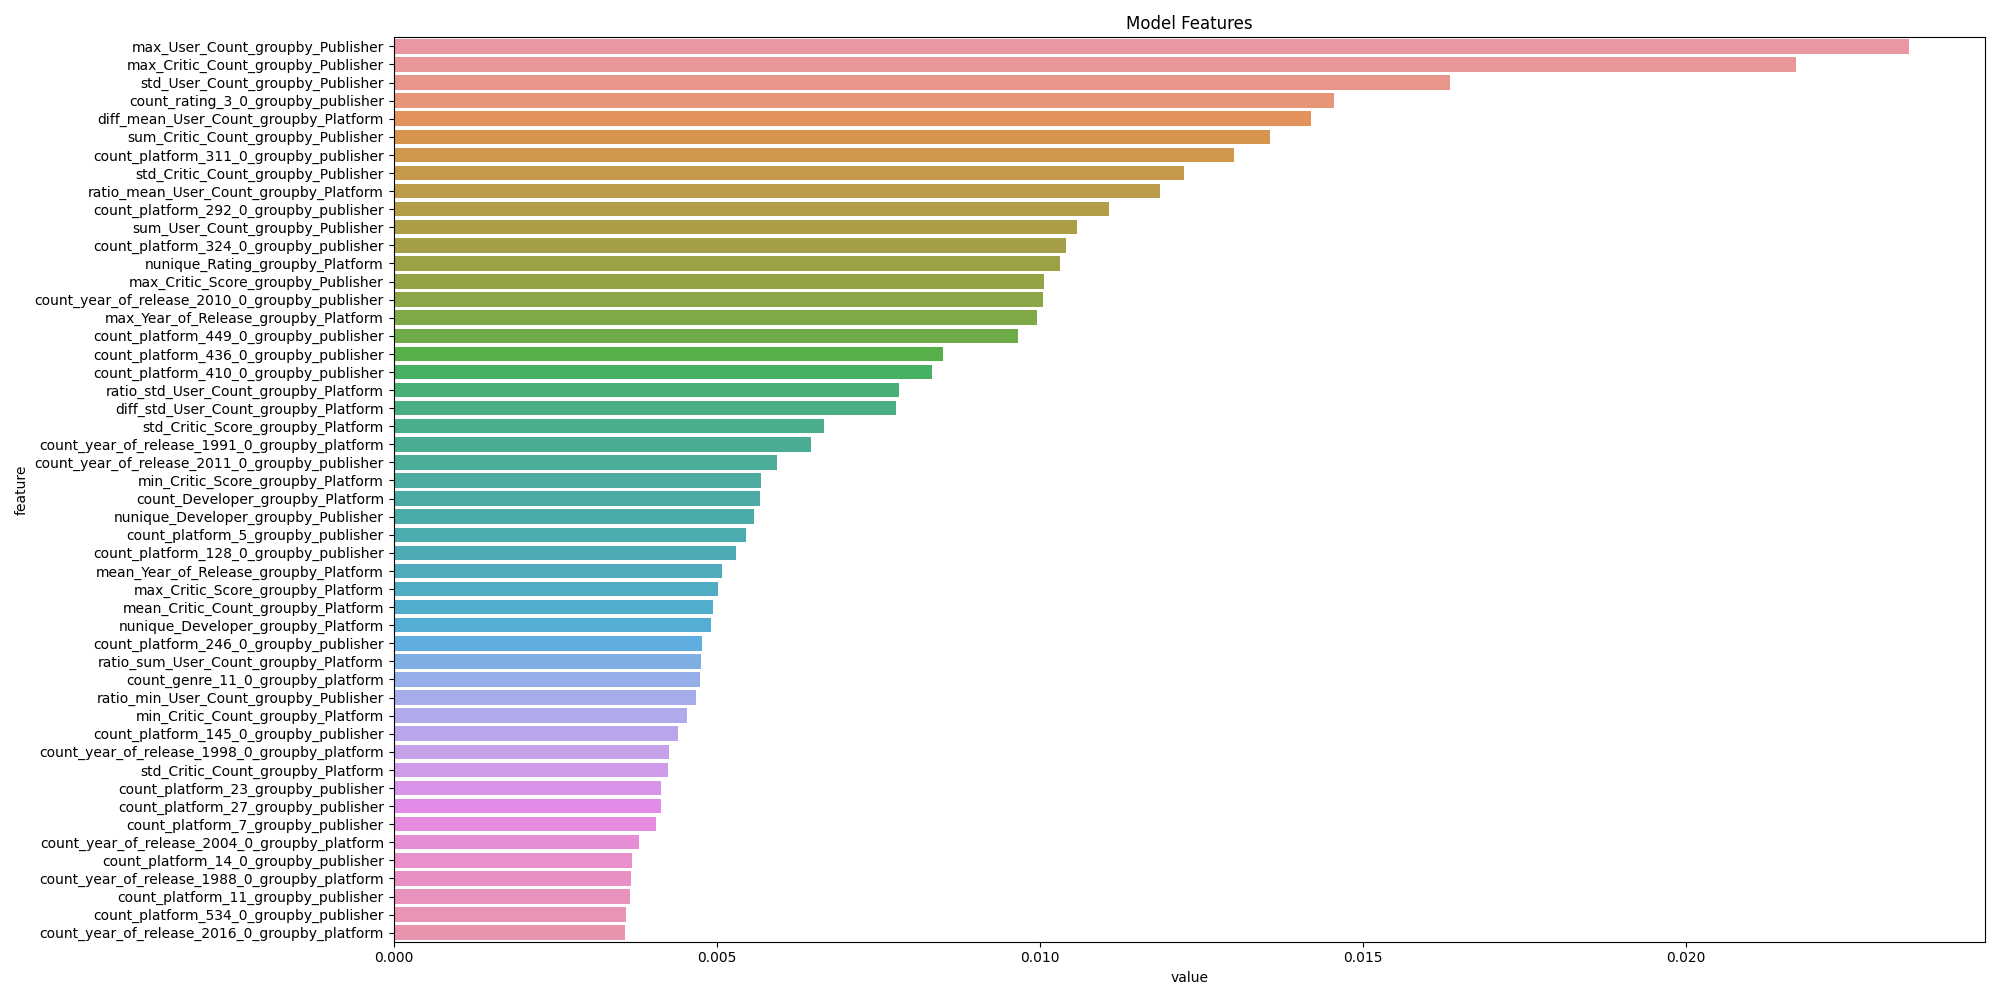 Model Features
max_User_Count_groupby_Publisher
max_Critic_Count_groupby_Publisher
std_User_Count_groupby_Publisher
count_rating_3_0_groupby_publisher
diff_mean_User_Count_groupby_Platform
sum_Critic_Count_groupby_Publisher
count_platform_311_0_groupby_publisher
std_Critic_Count_groupby_Publisher
ratio_mean_User_Count_groupby_Platform
count_platform_292_0_groupby_publisher
sum_User_Count_groupby_Publisher
count_platform_324_0_groupby_publisher
nunique_Rating_groupby_Platform
max_Critic_Score_groupby_Publisher
count_year_of_release_2010_0_groupby_publisher
max_Year_of_Release_groupby_Platform
count_platform_449_0_groupby_publisher
count_platform_436_0_groupby_publisher
count_platform_410_0_groupby_publisher
ratio_std_User_Count_groupby_Platform
diff_std_User_Count_groupby_Platform
std_Critic_Score_groupby_Platform
count_year_of_release_1991_0_groupby_platform
count_year_of_release_2011_0_groupby_publisher
min_Critic_Score_groupby_Platform
count_Developer_groupby_Platform
nunique_Developer_groupby_Publisher
count_platform_5_groupby_publisher
count_platform_128_0_groupby_publisher
mean_Year_of_Release_groupby_Platform
max_Critic_Score_groupby_Platform
mean_Critic_Count_groupby_Platform
nunique_Developer_groupby_Platform
count_platform_246_0_groupby_publisher
ratio_sum_User_Count_groupby_Platform
count_genre_11_0_groupby_platform
ratio_min_User_Count_groupby_Publisher
min_Critic_Count_groupby_Platform
count_platform_145_0_groupby_publisher
count_year_of_release_1998_0_groupby_platform
std_Critic_Count_groupby_Platform
count_platform_23_groupby_publisher
count_platform_27_groupby_publisher
count_platform_7_groupby_publisher
count_year_of_release_2004_0_groupby_platform
count_platform_14_0_groupby_publisher
count_year_of_release_1988_0_groupby_platform
count_platform_11_groupby_publisher
count_platform_534_0_groupby_publisher
count_year_of_release_2016_0_groupby_platform
feature
0.000 0.005 0.010 0.015 0.020
value